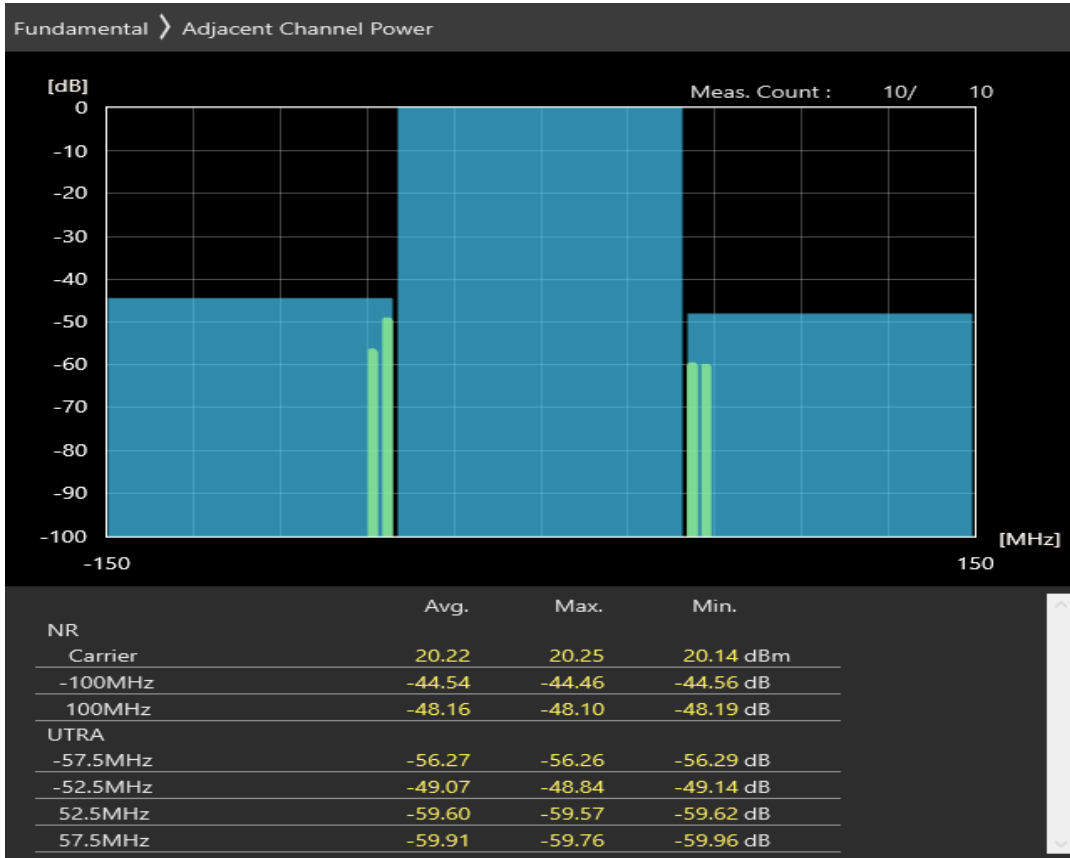 Fundamental 〉 Adjacent Channel Power
[dB]
Meas. Count : 10/ 10
0
-10
-20
-30
-40
-50
-60
-70
-80
-90
-100
[MHz]
-150 150
Avg. Max. Min.
NR
Carrier 20.22 20.25 20.14 dBm
-100MHz -44.54 -44.46 -44.56 dB
100MHz -48.16 -48.10 -48.19 dB
UTRA
-57.5MHz -56.27 -56.26 -56.29 dB
-52.5MHz -49.07 -48.84 -49.14 dB
52.5MHz -59.60 -59.57 -59.62 dB
57.5MHz -59.91 -59.76 -59.96 dB